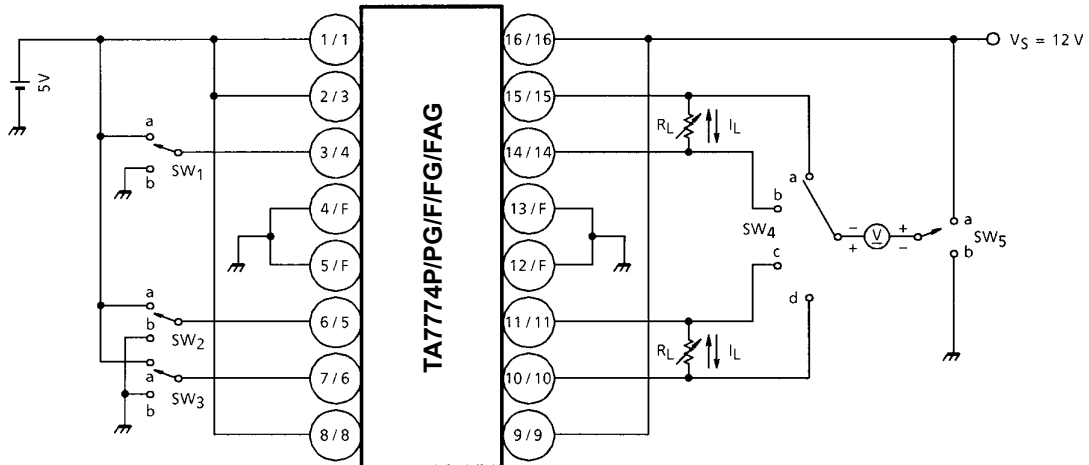 5V
1/1
2/3
3/4
4/F
5/F
6/5
7/6
8/8
a
b
SW1
a
b
SW2
a
b
SW3
TA7774P/PG/F/FG/FAG
16/16
15/15
14/14
13/F
12/F
11/11
10/10
9/9
VS = 12 V
RL
IL
RL
IL
a
b
SW4
c
d
− V +
+ −
a
SW5
b